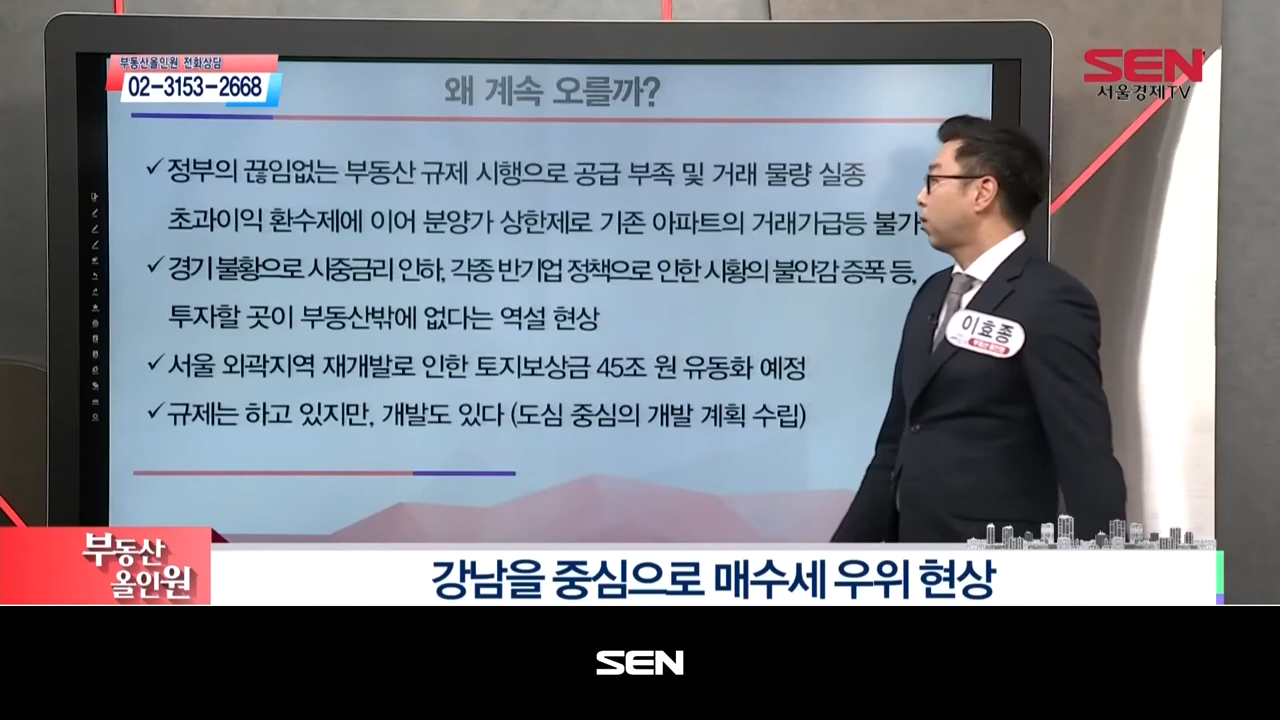 부동산올인원 전화상담
02-3153-2668
SEN
서울경제TV
왜 계속 오를까?
✓정부의 끊임없는 부동산 규제 시행으로 공급 부족 및 거래 물량 실종
초과이익 환수제에 이어 분양가 상한제로 기존 아파트의 거래가급등 불가
✓경기 불황으로 시중금리 인하, 각종 반기업 정책으로 인한 시황의 불안감 증폭 등,
투자할 곳이 부동산밖에 없다는 역설 현상
✓서울 외곽지역 재개발로 인한 토지보상금 45조 원 유동화 예정
✓규제는 하고 있지만, 개발도 있다 (도심 중심의 개발 계획 수립)
이효종
부동산
올인원
강남을 중심으로 매수세 우위 현상
SEN